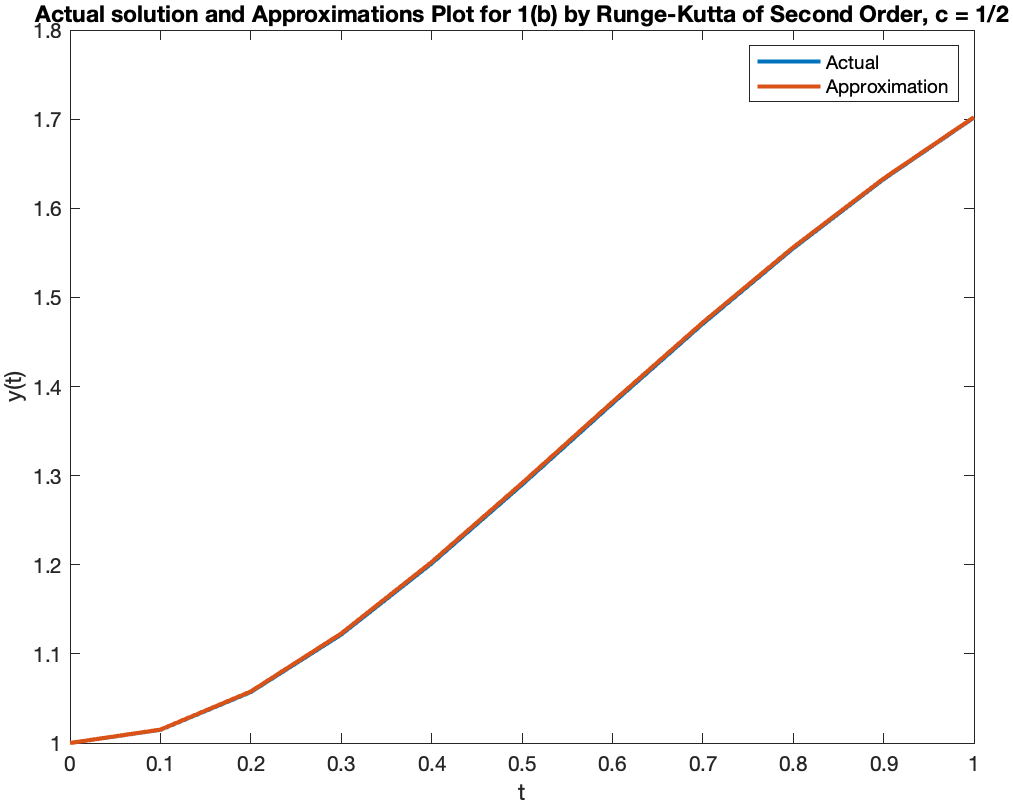 Actual solution and Approximations Plot for 1(b) by Runge-Kutta of Second Order, c = 1/2
1.8
Actual
Approximation
1.7
1.6
1.5
1.4
y(t)
1.3
1.2
1.1
1
0 0.1 0.2 0.3 0.4 0.5 0.6 0.7 0.8 0.9 1
t